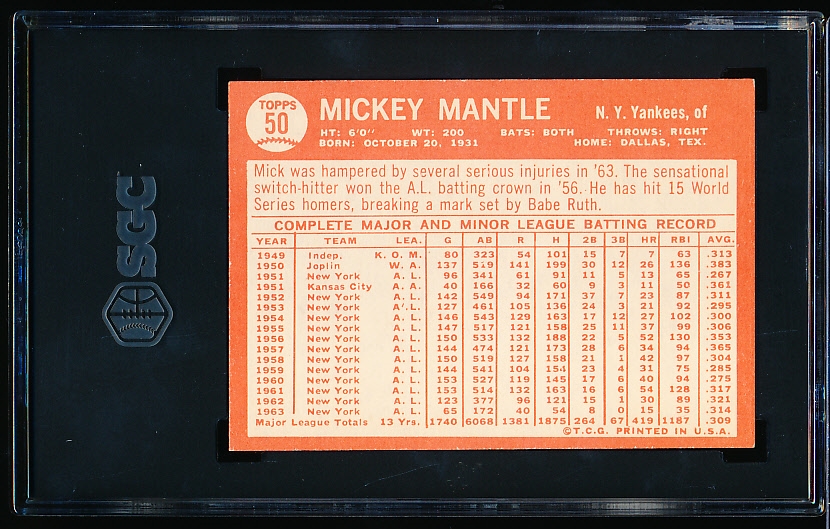 SGC
TOPPS
50
MICKEY MANTLE
N. Y. Yankees, of
HT: 6'0" WT: 200 BATS: BOTH THROWS: RIGHT
BORN: OCTOBER 20, 1931 HOME: DALLAS, TEX.
Mick was hampered by several serious injuries in '63. The sensational
switch-hitter won the A.L. batting crown in '56. He has hit 15 World
Series homers, breaking a mark set by Babe Ruth.
COMPLETE MAJOR AND MINOR LEAGUE BATTING RECORD
YEAR TEAM LEA. G AB R H 2B 3B HR RBI AVG.
1949 Indep. K. O. M. 80 323 54 101 15 7 7 63 .313
1950 Joplin W. A. 137 519 141 199 30 12 26 136 .383
1951 New York A. L. 96 341 61 91 11 5 13 65 .267
1951 Kansas City A. A. 40 166 32 60 9 3 11 50 .361
1952 New York A. L. 142 549 94 171 37 7 23 87 .311
1953 New York A. L. 127 461 105 136 24 3 21 92 .295
1954 New York A. L. 146 543 129 163 17 12 27 102 .300
1955 New York A. L. 147 517 121 158 25 11 37 99 .306
1956 New York A. L. 150 533 132 188 22 5 52 130 .353
1957 New York A. L. 144 474 121 173 28 6 34 94 .365
1958 New York A. L. 150 519 127 158 21 1 42 97 .304
1959 New York A. L. 144 541 104 154 23 4 31 75 .285
1960 New York A. L. 153 527 119 145 17 6 40 94 .275
1961 New York A. L. 153 514 132 163 16 6 54 128 .317
1962 New York A. L. 123 377 96 121 15 1 30 89 .321
1963 New York A. L. 65 172 40 54 8 0 15 35 .314
Major League Totals 13 Yrs. 1740 6068 1381 1875 264 67 419 1187 .309
©T.C.G. PRINTED IN U.S.A.